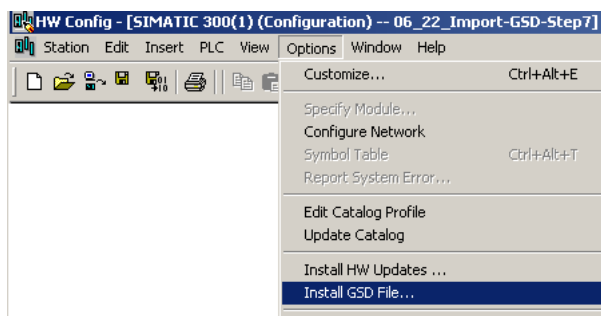 HW Config - [SIMATIC 300(1) (Configuration) -- 06_22_Import-GSD-Step7]
Station Edit Insert PLC View Options Window Help
Customize... Ctrl+Alt+E
Specify Module...
Configure Network
Symbol Table Ctrl+Alt+T
Report System Error...
Edit Catalog Profile
Update Catalog
Install HW Updates ...
Install GSD File...